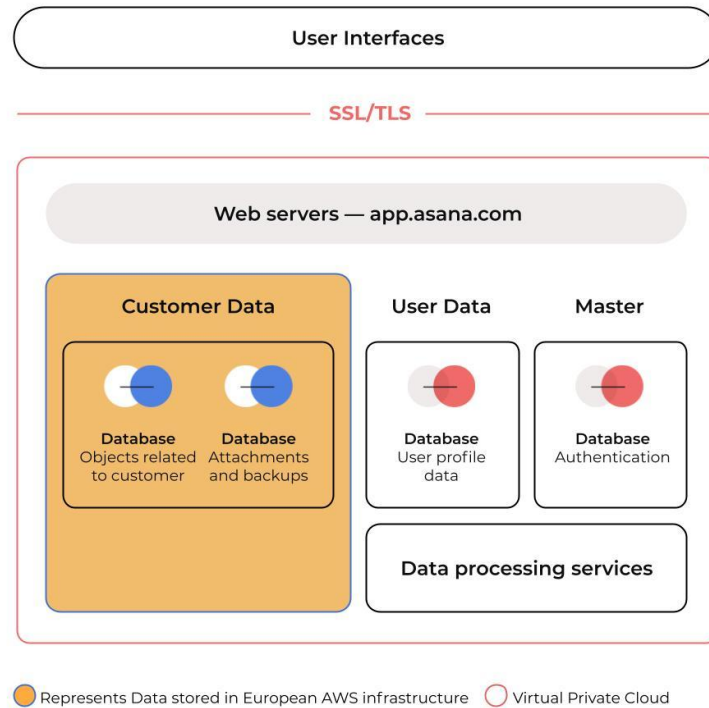 User Interfaces
SSL/TLS
Web servers — app.asana.com
Customer Data
User Data
Master
Database
Objects related
to customer
Database
Attachments
and backups
Database
User profile
data
Database
Authentication
Data processing services
Represents Data stored in European AWS infrastructure
Virtual Private Cloud